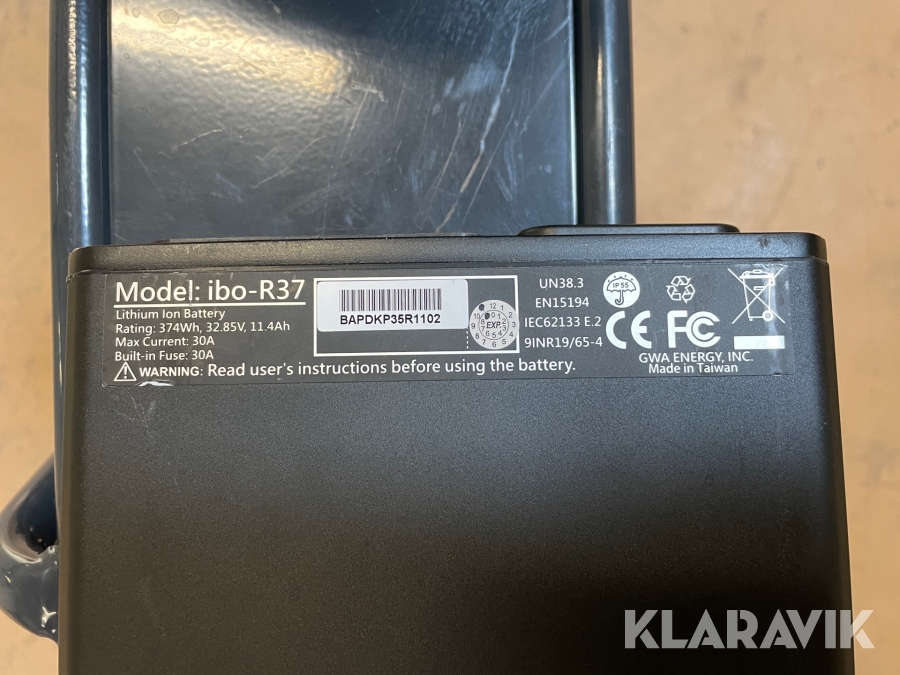 Model: ibo-R37
Lithium Ion Battery
Rating: 374Wh, 32.85V, 11.4Ah
Max Current: 30A
Built-in Fuse: 30A
WARNING: Read user's instructions before using the battery.
BAPDKP35R1102
EXP.
UN38.3
EN15194
IEC62133 E.2
9INR19/65-4
IP 55
CE FC
GWA ENERGY, INC.
Made in Taiwan
KLARAVIK